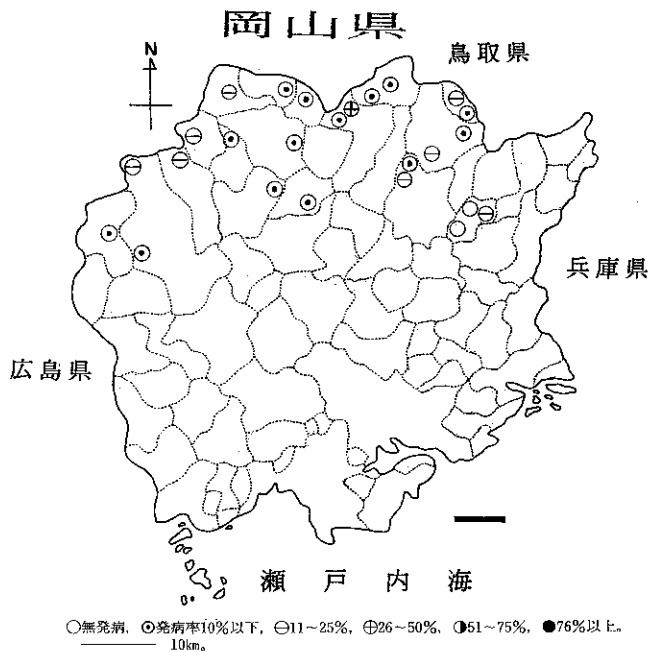 岡山県
鳥取県
N
兵庫県
広島県
瀬戸内海
○無発病, ⊙発病率10%以下, ⊖11～25%, ⊕26～50%, ◑51～75%, ●76%以上。
10km。